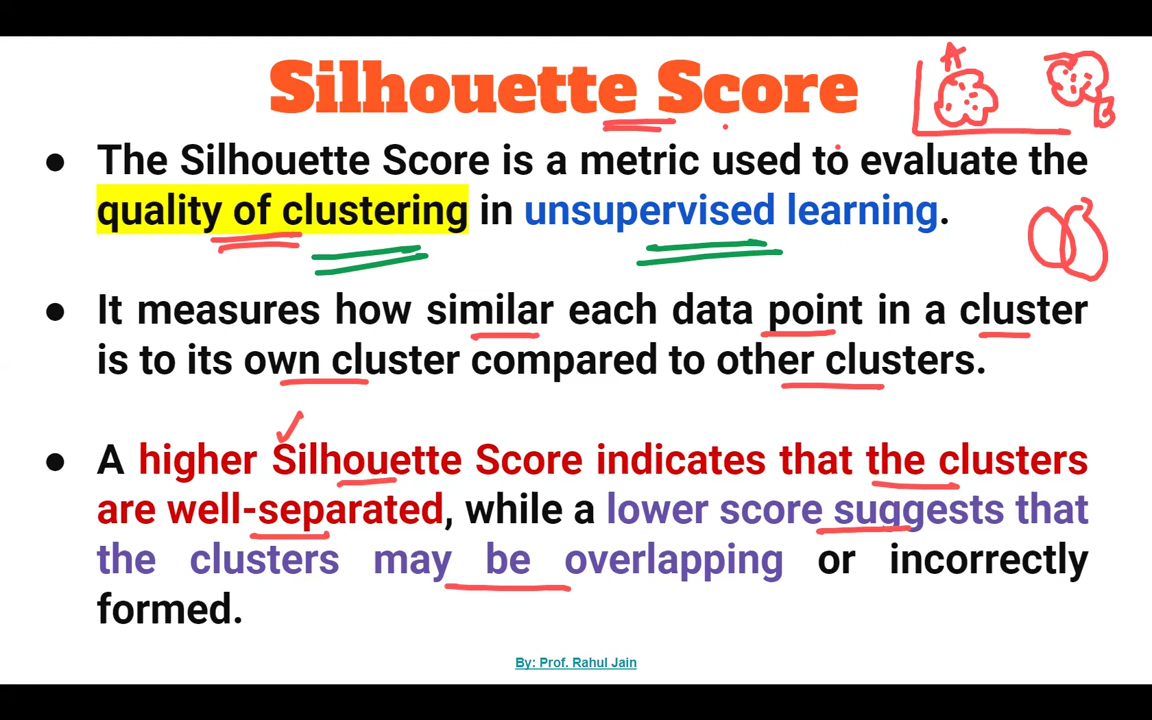 Silhouette Score
A
B
● The Silhouette Score is a metric used to evaluate the
quality of clustering in unsupervised learning.
● It measures how similar each data point in a cluster
is to its own cluster compared to other clusters.
● A higher Silhouette Score indicates that the clusters
are well-separated, while a lower score suggests that
the clusters may be overlapping or incorrectly
formed.
By: Prof. Rahul Jain